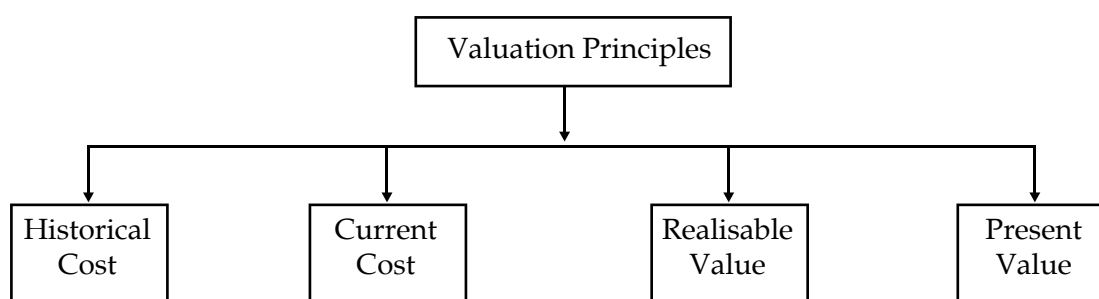 Valuation Principles
Historical
Cost
Current
Cost
Realisable
Value
Present
Value